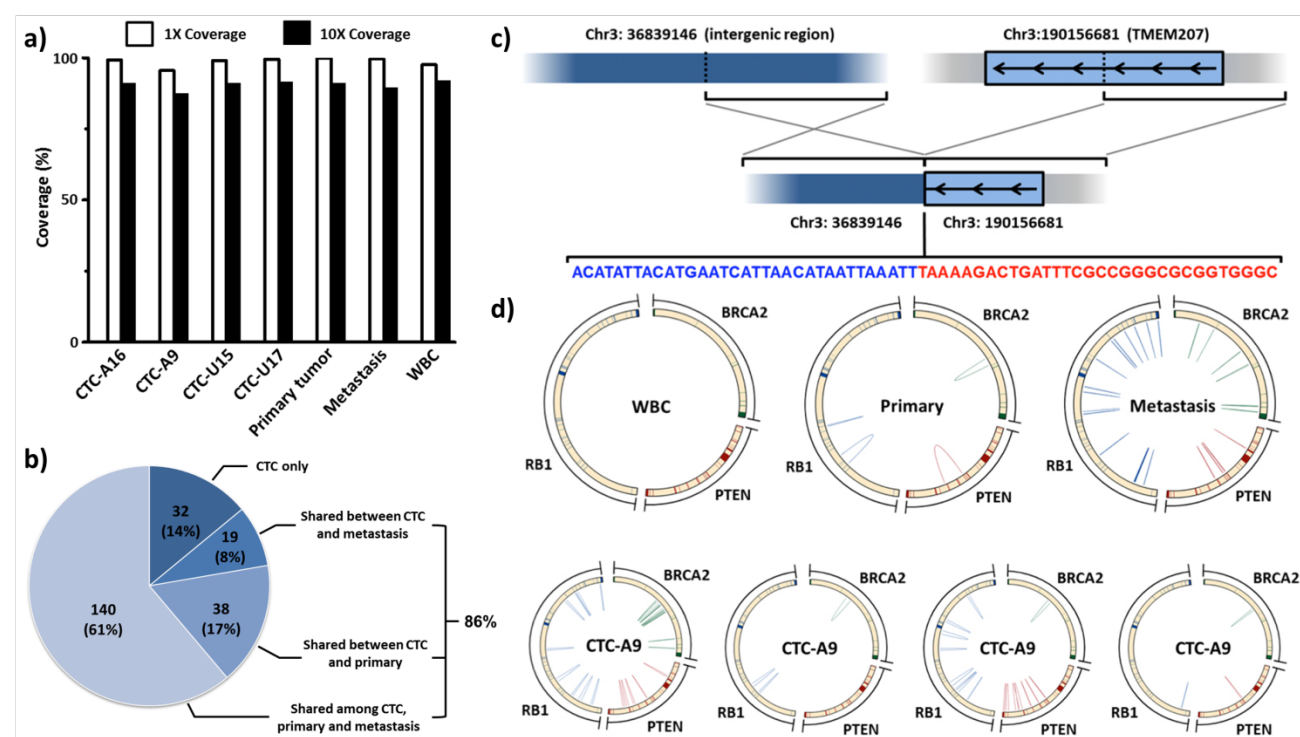 a)
1X Coverage
10X Coverage
100
50
0
Coverage (%)
CTC-A16
CTC-A9
CTC-U15
CTC-U17
Primary tumor
Metastasis
WBC
b)
CTC only
32
(14%)
Shared between CTC
and metastasis
19
(8%)
38
(17%)
Shared between CTC
and primary
140
(61%)
Shared among CTC,
primary and metastasis
86%
c)
Chr3: 36839146 (intergenic region)
Chr3:190156681 (TMEM207)
Chr3: 36839146
Chr3: 190156681
ACATATTACATGAATCATTAACATAATTAAATTTAAAAGACTGATTTCGCCGGGCGCGGTGGGC
d)
BRCA2
WBC
RB1
PTEN
BRCA2
Primary
RB1
PTEN
BRCA2
Metastasis
RB1
PTEN
BRCA2
CTC-A9
RB1
PTEN
BRCA2
CTC-A9
RB1
PTEN
BRCA2
CTC-A9
RB1
PTEN
BRCA2
CTC-A9
RB1
PTEN